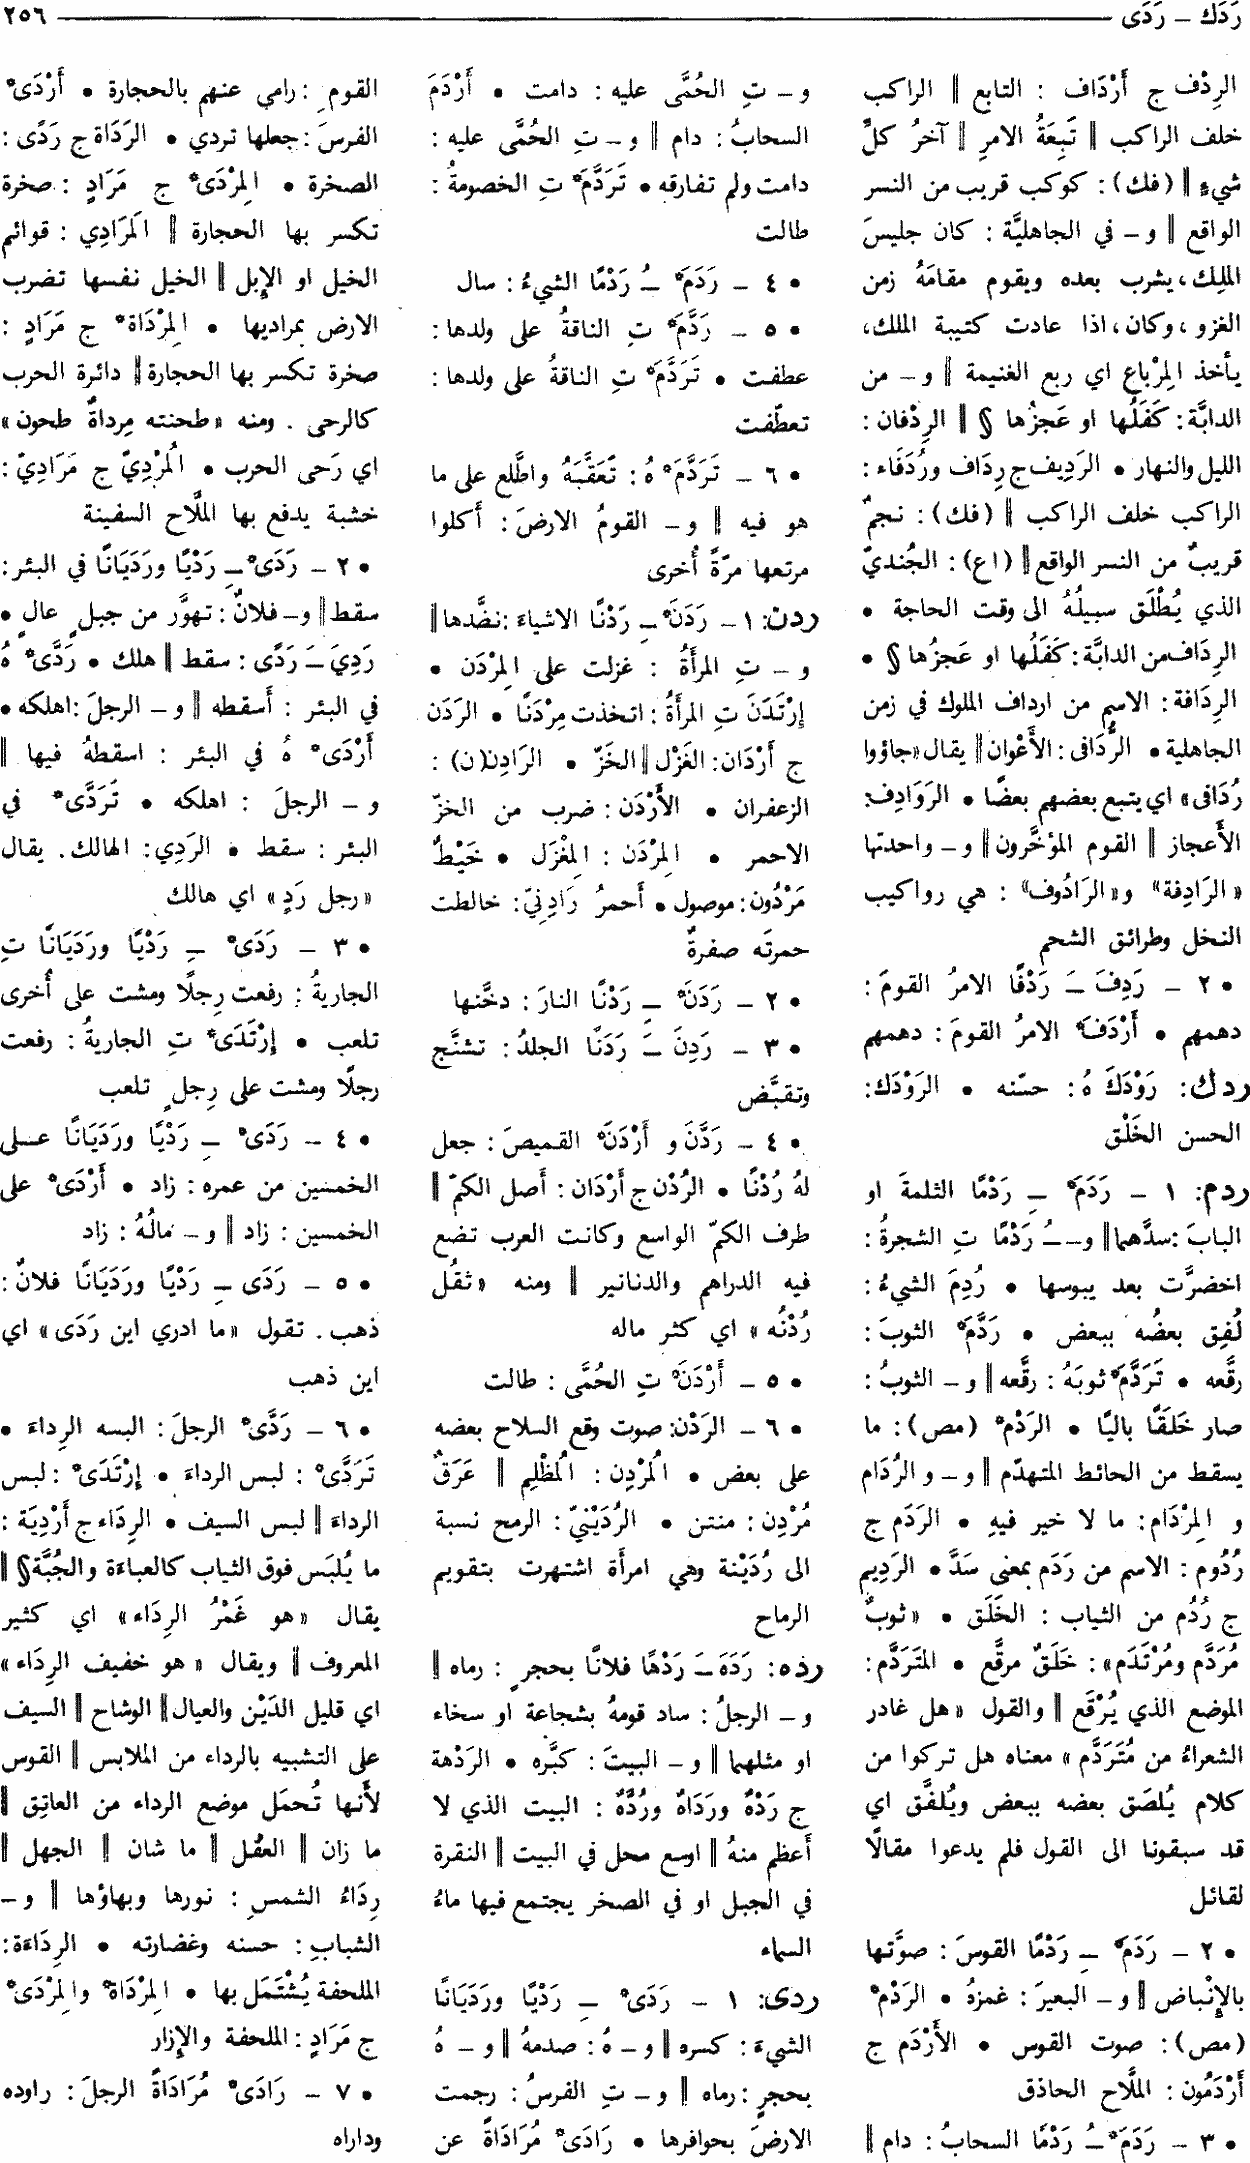 رَدَك – رَدَى ٢٥٦
الرِدْف ج أَرْدَاف : التابع ‖ الراكب
خلف الراكب ‖ تَبِعَةُ الامرِ ‖ آخرُ كلِّ
شيءٍ ‖ (فك) : كوكب قريب من النسر
الواقع ‖ و – في الجاهليَّة : كان جليسَ
الملِك ، يشرب بعده ويقوم مقامَهُ زمن
الغزو ، وكان ، اذا عادت كتيبة الملك ،
يأخذ المِرْباع اي ربع الغنيمة ‖ و – من
الدابَّة : كَفَلُها او عَجزُها § ‖ الرِدْفان :
الليل والنهار • الرَدِيف ج رِدَاف ورُدَفَاء :
الراكب خلف الراكب ‖ (فك) : نجمٌ
قريبٌ من النسر الواقع ‖ (اع) : الجُنديّ
الذي يُطْلَق سبيلُهُ الى وقت الحاجة •
الرِدَاف من الدابَّة : كَفَلُها او عَجزُها § •
الرِدَافة : الاسم من ارداف الملوك في زمن
الجاهلية • الرُّدَافى : الأَعْوان ‖ يقال «جاؤوا
رُدَافى» اي يتبع بعضهم بعضًا • الرَوَادِف :
الأَعجاز ‖ القوم المؤخَّرون ‖ و – واحدتها
«الرَادِفة» و«الرَادُوف» : هي رواكيب
النخل وطرائق الشحم
• ٢ – رَدِفَ ـَ رَدْفًا الامرُ القومَ :
دهمهم • أَرْدَفَ* الامرُ القومَ : دهمهم
ردك : رَوْدَكَ هُ : حسّنه • الرَوْدَك :
الحسن الخَلْق
ردم : ١ – رَدَمَ* ـِ رَدْمًا الثلمةَ او
البابَ : سدَّهما ‖ و – ـُ رَدْمًا تِ الشجرةُ :
اخضرَّت بعد يبوسها • رُدِمَ الشيءُ :
لُفِق بعضُه ببعض • رَدَّمَ* الثوبَ :
رقَّعه • تَرَدَّمَ* ثوبَهُ : رقَّعه ‖ و – الثوبُ :
صار خَلَقًا باليًا • الرَدْم* (مص) : ما
يسقط من الحائط المتهدّم ‖ و – و الرُدَام
و المِرْدَام : ما لا خير فيهِ • الرَدَم ج
رُدُوم : الاسم من رَدَم بمعنى سَدَّ • الرَدِيم
ج رُدُم من الثياب : الخَلَق • «ثوبٌ
مُرَدَّم ومُرْتَدَم» : خَلَقٌ مرقَّع • المتَرَدَّم :
الموضع الذي يُرْقَع ‖ والقول «هل غادر
الشعراءُ من مُتَرَدَّم» معناه هل تركوا من
كلام يُلصَق بعضه ببعض ويُلفَّق اي
قد سبقونا الى القول فلم يدعوا مقالًا
لقائل
• ٢ – رَدَمَ* ـِ رَدْمًا القوسَ : صوَّتها
بالإِنْباض ‖ و – البعيرَ : غمزهُ • الرَدْم*
(مص) : صوت القوس • الأَرْدَم ج
أَرْدَمُون : الملَّاح الحاذق
• ٣ – رَدَمَ* ـُ رَدْمًا السحابُ : دام ‖
و – تِ الحُمَّى عليه : دامت • أَرْدَمَ
السحابُ : دام ‖ و – تِ الحُمَّى عليه :
دامت ولم تفارقه • تَرَدَّمَ* تِ الخصومةُ :
طالت
• ٤ – رَدَمَ* ـُ رَدْمًا الشيءُ : سال
• ٥ – رَدَّمَ* تِ الناقةُ على ولدها :
عطفت • تَرَدَّمَ* تِ الناقةُ على ولدها :
تعطّفت
• ٦ – تَرَدَّمَ* هُ : تَعَقَّبَهُ واطَّلع على ما
هو فيه ‖ و – القومُ الارضَ : أَكلوا
مرتعها مرّةً أُخرى
ردن : ١ – رَدَنَ* ـِ رَدْنًا الاشياءَ : نضَّدها ‖
و – تِ المرأَةُ : غزلت على المِرْدَن •
إِرْتَدَنَ تِ المرأَةُ : اتخذت مِرْدَنًا • الرَدَن
ج أَرْدَان : الغَزْل ‖ الخَزّ • الرَادِن (ن) :
الزعفران • الأَرْدَن : ضرب من الخزّ
الاحمر • المِرْدَن : المِغْزَل • خَيْطٌ
مَرْدُون : موصول • أَحمرُ رَادِنيّ : خالطت
حمرتَه صفرةٌ
• ٢ – رَدَنَ* ـِ رَدْنًا النارَ : دخَّنها
• ٣ – رَدِنَ ـَ رَدَنًا الجلدُ : تشنَّج
وتقبَّض
• ٤ – رَدَّنَ و أَرْدَنَ* القميصَ : جعل
لهُ رُدْنًا • الرُدْن ج أَرْدَان : أَصل الكمّ ‖
طرف الكمّ الواسع وكانت العرب تضع
فيه الدراهم والدنانير ‖ ومنه «ثقُل
رُدْنُه» اي كثر ماله
• ٥ – أَرْدَنَ* تِ الحُمَّى : طالت
• ٦ – الرَدْن : صوت وقع السلاح بعضه
على بعض • المُرْدِن : المُظْلِم ‖ عَرَقٌ
مُرْدِن : منتن • الرُدَيْنيّ : الرمح نسبة
الى رُدَيْنة وهي امرأَة اشتهرت بتقويم
الرماح
رده : رَدَهَ ـَ رَدْهًا فلانًا بحجرٍ : رماه ‖
و – الرجلُ : ساد قومهُ بشجاعة او سخاء
او مثلهما ‖ و – البيتَ : كبَّره • الرَدْهة
ج رَدْهٌ ورَدَاهٌ ورُدَّهٌ : البيت الذي لا
أَعظم منهُ ‖ اوسع محل في البيت ‖ النقرة
في الجبل او في الصخر يجتمع فيها ماءُ
السماء
ردى : ١ – رَدَى* ـِ رَدْيًا ورَدَيَانًا
الشيءَ : كسره ‖ و – هُ : صدمهُ ‖ و – هُ
بحجرٍ : رماه ‖ و – تِ الفرسُ : رجمت
الارضَ بحوافرها • رَادَى* مُرَادَاةً عن
القومِ : رامي عنهم بالحجارة • أَرْدَى*
الفرسَ : جعلها تردي • الرَدَاة ج رَدًى :
الصخرة • المِرْدَى* ج مَرَادٍ : صخرة
تكسر بها الحجارة ‖ المَرَادِي : قوائم
الخيل او الإِبل ‖ الخيل نفسها تضرب
الارض بمراديها • المِرْدَاة* ج مَرَادٍ :
صخرة تكسر بها الحجارة ‖ دائرة الحرب
كالرحى . ومنه «طحنته مِرداةٌ طحون»
اي رَحى الحرب • المُرْدِيّ ج مَرَادِيّ :
خشبة يدفع بها الملَّاح السفينة
• ٢ – رَدَى* ـِ رَدْيًا ورَدَيَانًا في البئر :
سقط ‖ و – فلانٌ : تهوَّر من جبلٍ عالٍ •
رَدِيَ ـَ رَدًى : سقط ‖ هلك • رَدَّى* هُ
في البئر : أَسقطه ‖ و – الرجلَ : اهلكه •
أَرْدَى* هُ في البئر : اسقطهُ فيها ‖
و – الرجلَ : اهلكه • تَرَدَّى* في
البئر : سقط • الرَدِي : الهالك . يقال
«رجل رَدٍ» اي هالك
• ٣ – رَدَى* ـِ رَدْيًا ورَدَيَانًا تِ
الجاريةُ : رفعت رِجلًا ومشت على أُخرى
تلعب • إِرْتَدَى* تِ الجاريةُ : رفعت
رجلًا ومشت على رِجلٍ تلعب
• ٤ – رَدَى* ـِ رَدْيًا ورَدَيَانًا عـلى
الخمسين من عمره : زاد • أَرْدَى* على
الخمسين : زاد ‖ و – مالُهُ : زاد
• ٥ – رَدَى ـِ رَدْيًا ورَدَيَانًا فلانٌ :
ذهب . تقول «ما ادري اين رَدَى» اي
اين ذهب
• ٦ – رَدَّى* الرجلَ : البسه الرِداءَ •
تَرَدَّى* : لبس الرداءَ • إِرْتَدَى* : لبس
الرداءَ ‖ لبس السيف • الرِدَاء ج أَرْدِيَة :
ما يُلبَس فوق الثياب كالعباءَة والجُبَّة § ‖
يقال «هو غَمْرُ الرِدَاء» اي كثير
المعروف ‖ ويقال «هو خفيف الرِدَاء»
اي قليل الدَيْن والعيال ‖ الوشاح ‖ السيف
على التشبيه بالرداء من الملابس ‖ القوس
لأَنها تُحمَل موضع الرداء من العاتِق ‖
ما زان ‖ العقل ‖ ما شان ‖ الجهل ‖
رِدَاءُ الشمسِ : نورها وبهاؤها ‖ و –
الشبابِ : حسنه وغضارته • الرِدَاءَة :
الملحفة يُشْتَمَل بها • المِرْدَاة* والمِرْدَى*
ج مَرَادٍ : الملحفة والإِزار
• ٧ – رَادَى* مُرَادَاةً الرجلَ : راوده
وداراه